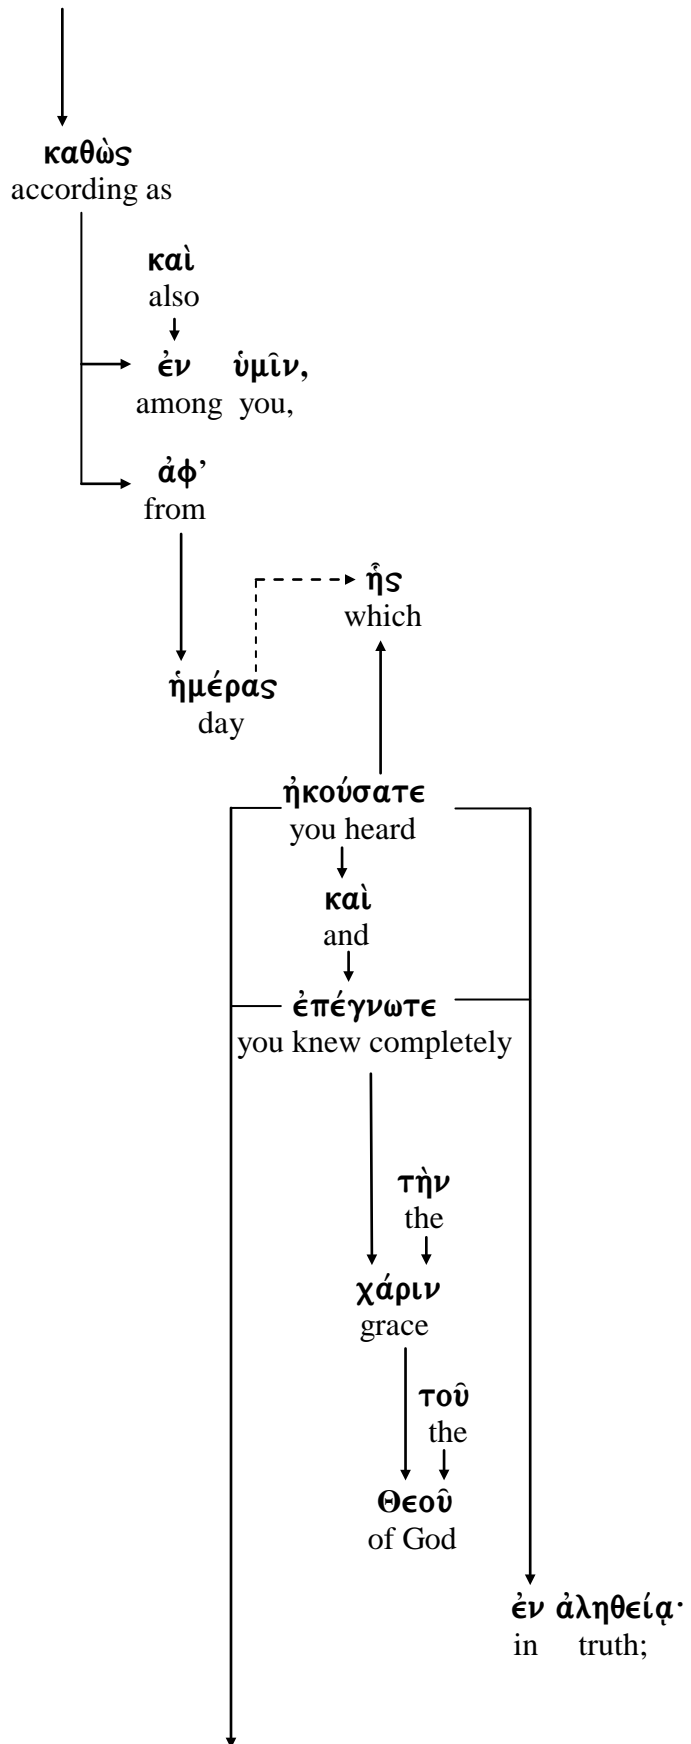 καθὼς
according as
καὶ
also
ἐν ὑμῖν,
among you,
ἀφ’
from
ἧς
which
ἡμέρας
day
ἠκούσατε
you heard
καὶ
and
ἐπέγνωτε
you knew completely
τὴν
the
χάριν
grace
τοῦ
the
Θεοῦ
of God
ἐν ἀληθείᾳ·
in truth;